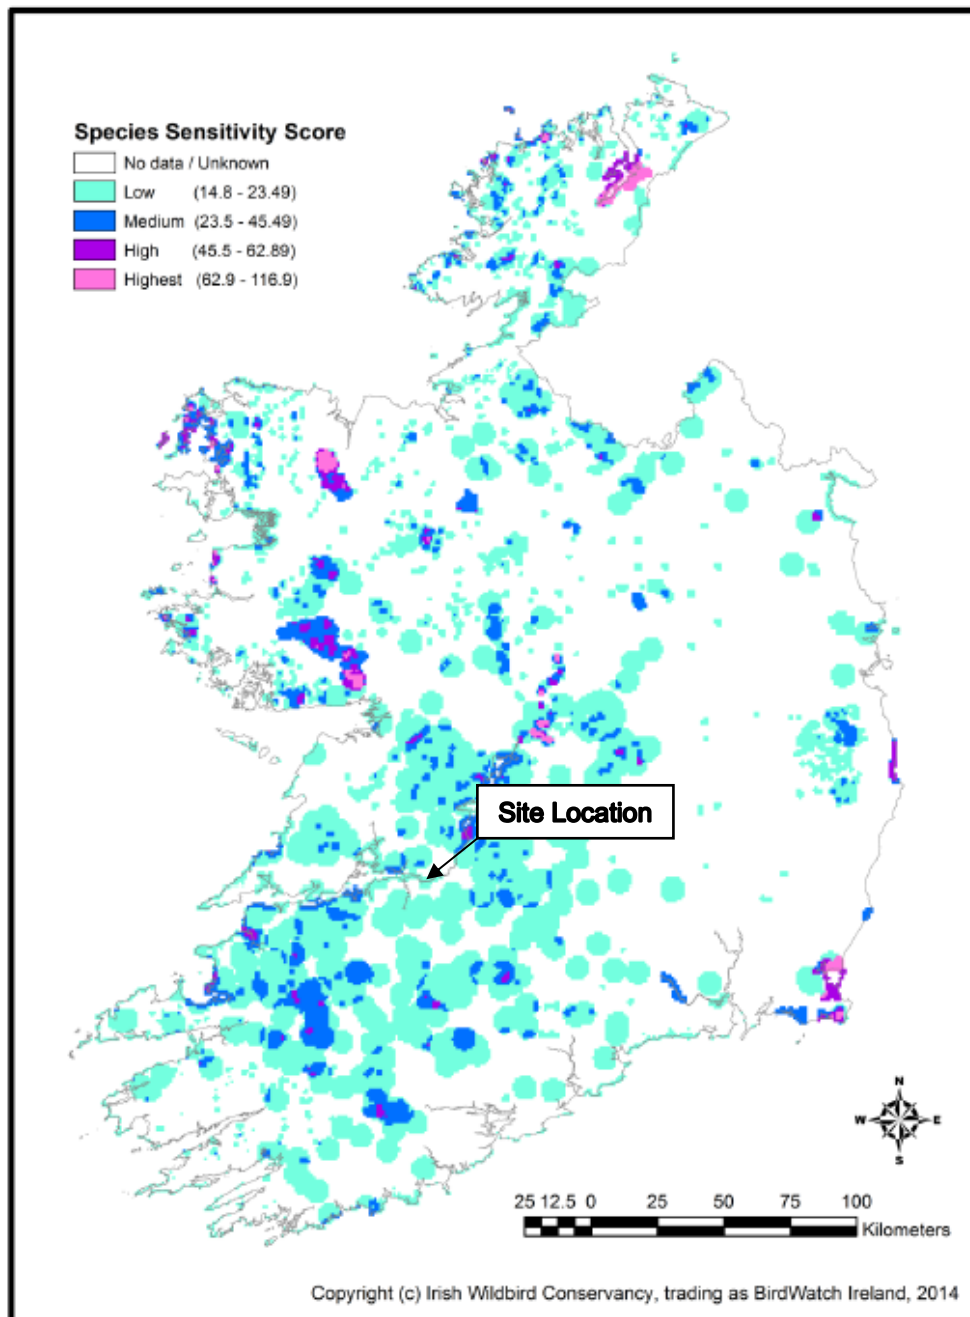 Species Sensitivity Score
No data / Unknown
Low (14.8 - 23.49)
Medium (23.5 - 45.49)
High (45.5 - 62.89)
Highest (62.9 - 116.9)
Site Location
N
W E
S
25 12.5 0 25 50 75 100
Kilometers
Copyright (c) Irish Wildbird Conservancy, trading as BirdWatch Ireland, 2014